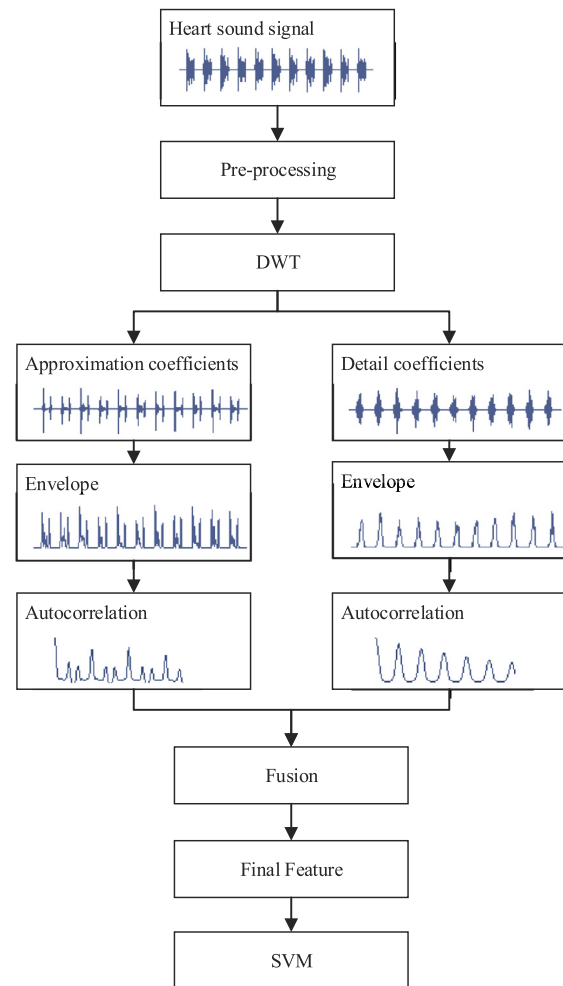 Heart sound signal
Pre-processing
DWT
Approximation coefficients
Detail coefficients
Envelope
Envelope
Autocorrelation
Autocorrelation
Fusion
Final Feature
SVM